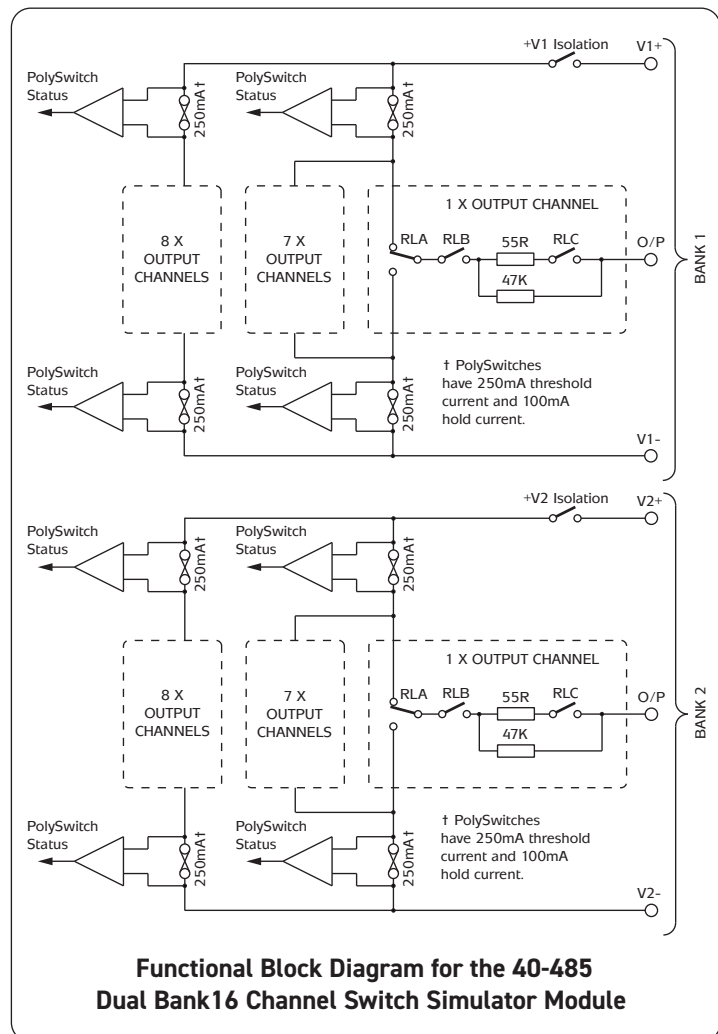 +V1 Isolation
V1+
PolySwitch
Status
250mA†
PolySwitch
Status
250mA†
8 X
OUTPUT
CHANNELS
7 X
OUTPUT
CHANNELS
1 X OUTPUT CHANNEL
RLA
RLB
55R
RLC
47K
O/P
BANK 1
PolySwitch
Status
250mA†
PolySwitch
Status
250mA†
† PolySwitches
have 250mA threshold
current and 100mA
hold current.
V1-
+V2 Isolation
V2+
PolySwitch
Status
250mA†
PolySwitch
Status
250mA†
8 X
OUTPUT
CHANNELS
7 X
OUTPUT
CHANNELS
1 X OUTPUT CHANNEL
RLA
RLB
55R
RLC
47K
O/P
BANK 2
PolySwitch
Status
250mA†
PolySwitch
Status
250mA†
† PolySwitches
have 250mA threshold
current and 100mA
hold current.
V2-
Functional Block Diagram for the 40-485
Dual Bank16 Channel Switch Simulator Module